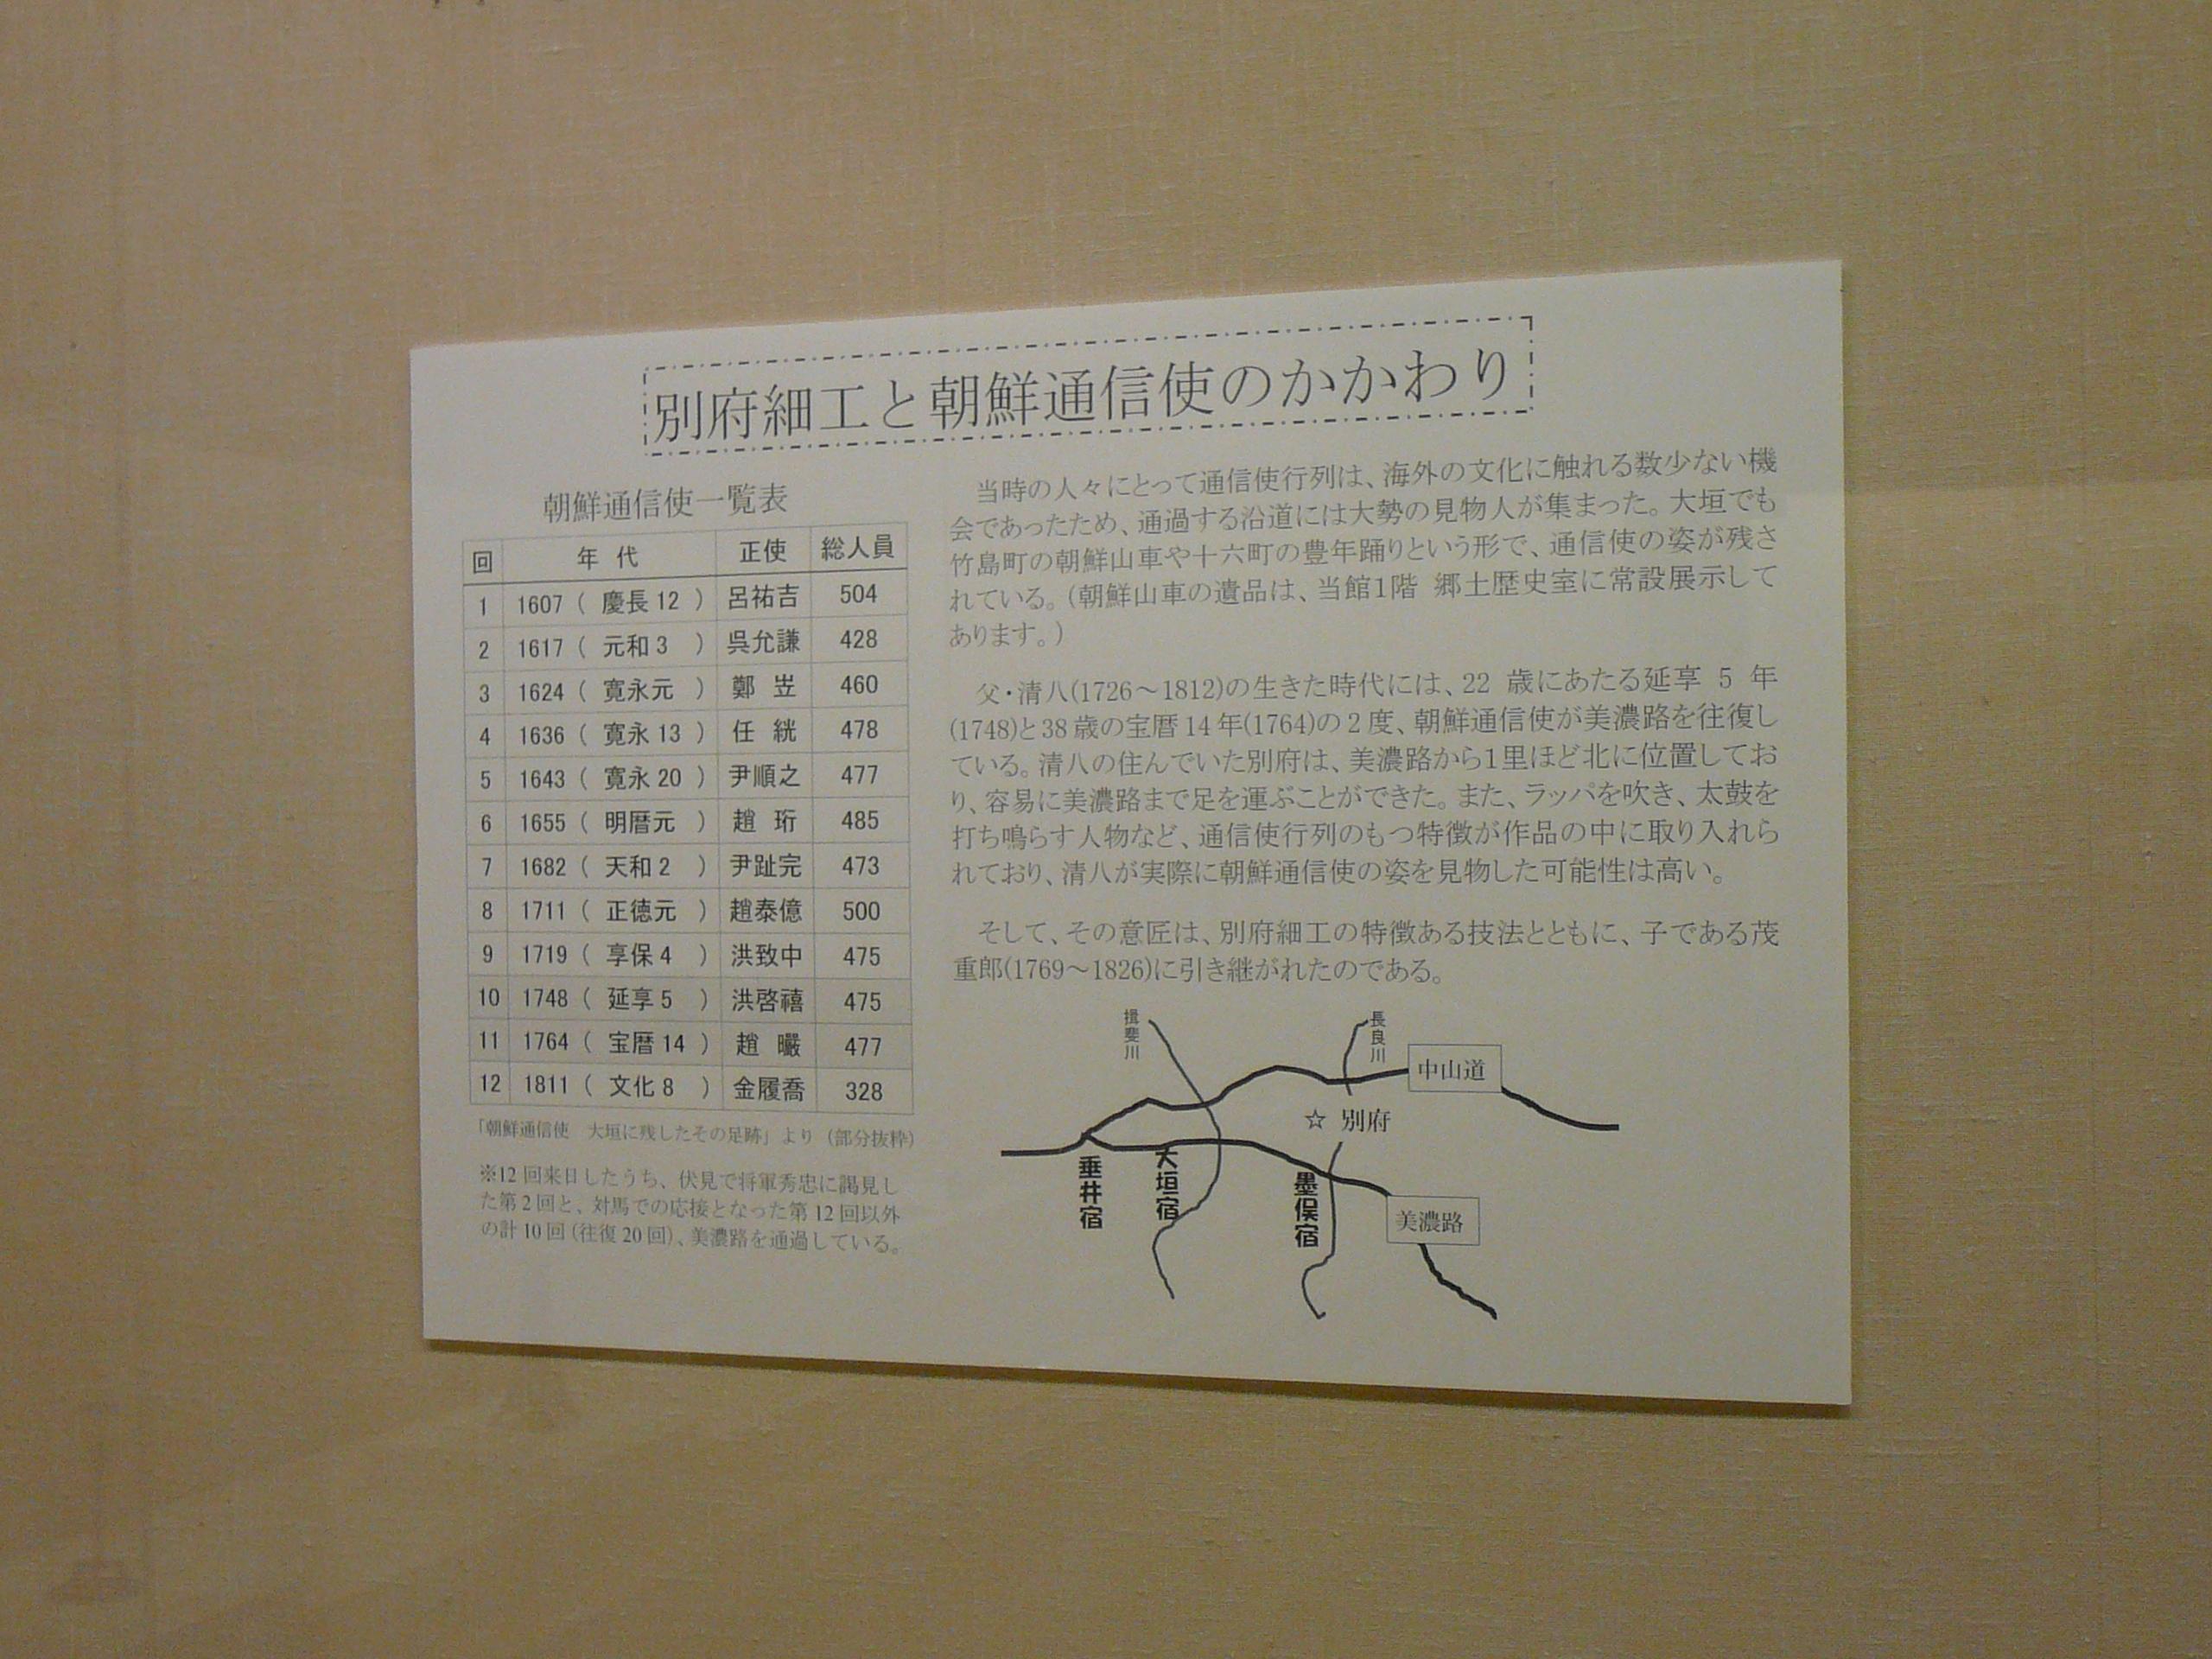 別府細工と朝鮮通信使のかかわり
朝鮮通信使一覧表
回 年代 正使 総人員
1 1607 ( 慶長12 ) 呂祐吉 504
2 1617 ( 元和3 ) 呉允謙 428
3 1624 ( 寛永元 ) 鄭 岦 460
4 1636 ( 寛永13 ) 任 絖 478
5 1643 ( 寛永20 ) 尹順之 477
6 1655 ( 明暦元 ) 趙 珩 485
7 1682 ( 天和2 ) 尹趾完 473
8 1711 ( 正徳元 ) 趙泰億 500
9 1719 ( 享保4 ) 洪致中 475
10 1748 ( 延享5 ) 洪啓禧 475
11 1764 ( 宝暦14 ) 趙 曮 477
12 1811 ( 文化8 ) 金履喬 328
「朝鮮通信使 大垣に残したその足跡」より (部分抜粋)
※12回来日したうち、伏見で将軍秀忠に謁見し
た第2回と、対馬での応接となった第12回以外
の計10回(往復20回)、美濃路を通過している。
当時の人々にとって通信使行列は、海外の文化に触れる数少ない機
会であったため、通過する沿道には大勢の見物人が集まった。大垣でも
竹島町の朝鮮山車や十六町の豊年踊りという形で、通信使の姿が残さ
れている。(朝鮮山車の遺品は、当館1階 郷土歴史室に常設展示して
あります。)
父・清八(1726～1812)の生きた時代には、22 歳にあたる延享 5 年
(1748)と38歳の宝暦14年(1764)の2度、朝鮮通信使が美濃路を往復し
ている。清八の住んでいた別府は、美濃路から1里ほど北に位置してお
り、容易に美濃路まで足を運ぶことができた。また、ラッパを吹き、太鼓を
打ち鳴らす人物など、通信使行列のもつ特徴が作品の中に取り入れら
れており、清八が実際に朝鮮通信使の姿を見物した可能性は高い。
そして、その意匠は、別府細工の特徴ある技法とともに、子である茂
重郎(1769～1826)に引き継がれたのである。
揖斐川
長良川
中山道
☆ 別府
垂井宿
大垣宿
墨俣宿
美濃路